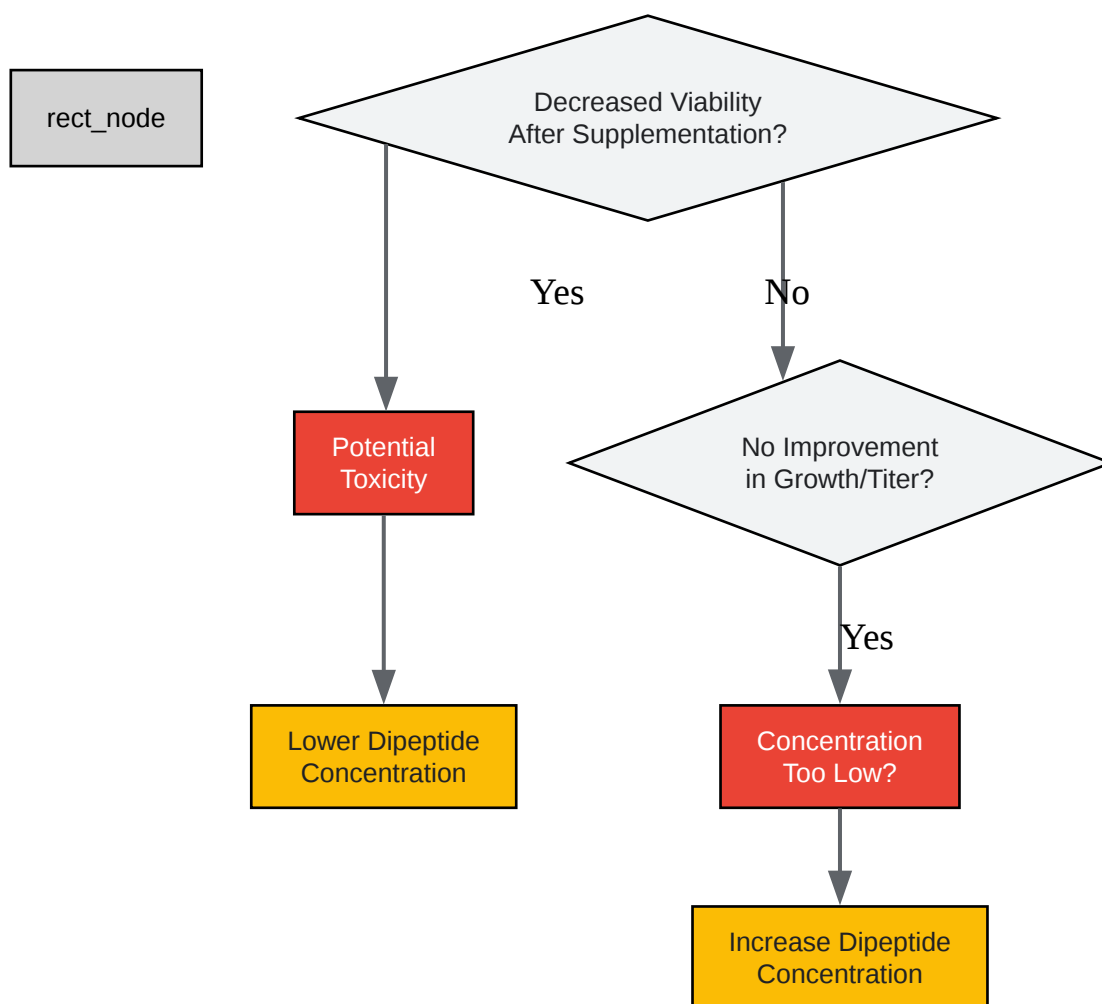 rect_node
Decreased Viability
After Supplementation?
Yes
No
Potential
Toxicity
No Improvement
in Growth/Titer?
Yes
Lower Dipeptide
Concentration
Concentration
Too Low?
Increase Dipeptide
Concentration